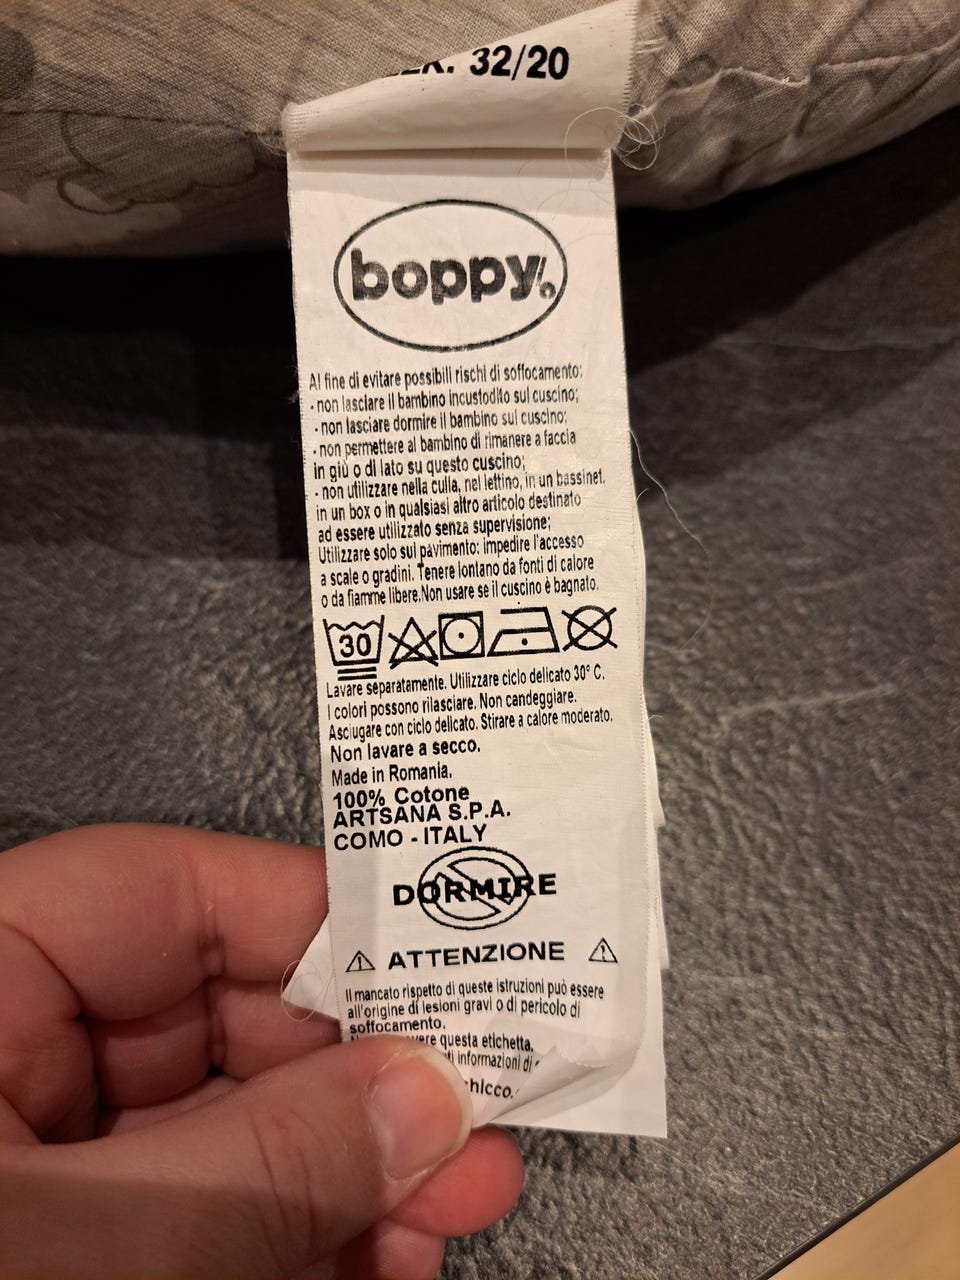 32/20
boppy
Al fine di evitare possibili rischi di soffocamento:
- non lasciare il bambino incustodito sul cuscino;
- non lasciare dormire il bambino sul cuscino;
- non permettere al bambino di rimanere a faccia
in giù o di lato su questo cuscino;
- non utilizzare nella culla, nel lettino, in un bassinet.
in un box o in qualsiasi altro articolo destinato
ad essere utilizzato senza supervisione;
Utilizzare solo sul pavimento: impedire l'accesso
a scale o gradini. Tenere lontano da fonti di calore
o da fiamme libere.Non usare se il cuscino è bagnato.
30
Lavare separatamente. Utilizzare ciclo delicato 30° C.
I colori possono rilasciare. Non candeggiare.
Asciugare con ciclo delicato. Stirare a calore moderato.
Non lavare a secco.
Made in Romania.
100% Cotone
ARTSANA S.P.A.
COMO - ITALY
DORMIRE
ATTENZIONE
Il mancato rispetto di queste istruzioni può essere
all'origine di lesioni gravi o di pericolo di
soffocamento.
questa etichetta,
informazioni di